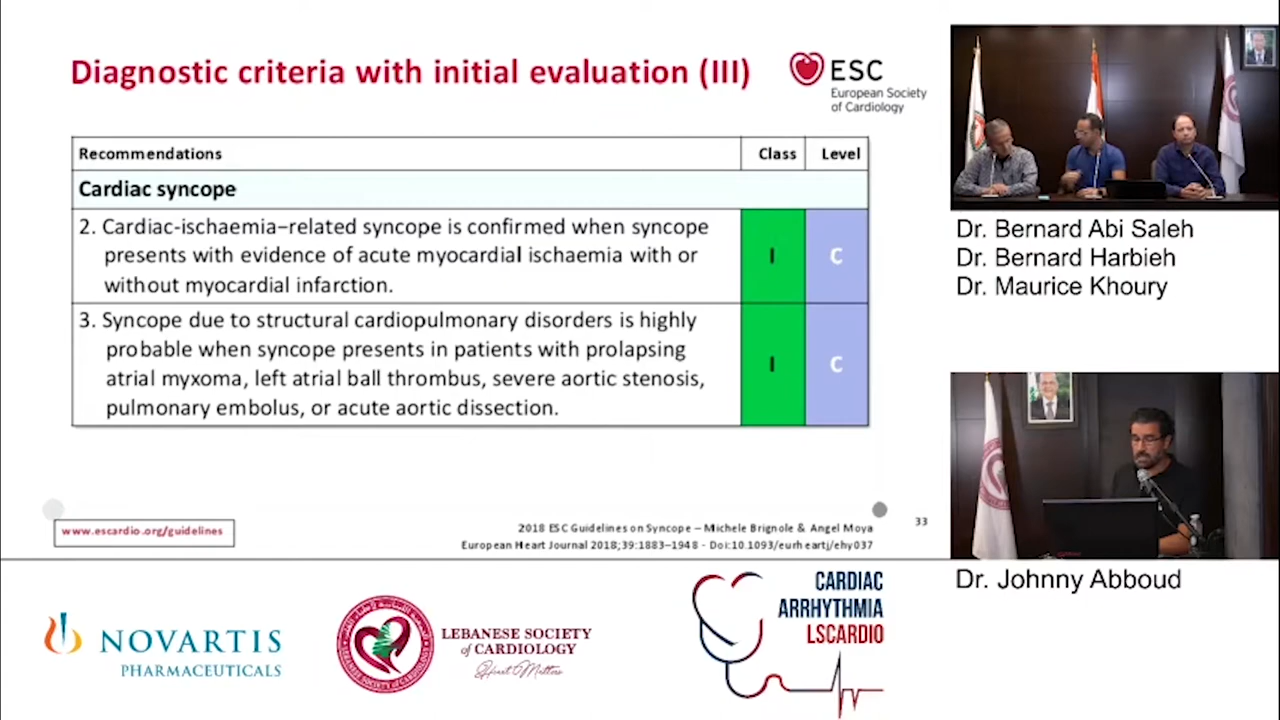 Diagnostic criteria with initial evaluation (III)
ESC
European Society
of Cardiology
Recommendations Class Level
Cardiac syncope
2. Cardiac-ischaemia–related syncope is confirmed when syncope
presents with evidence of acute myocardial ischaemia with or
without myocardial infarction.
I C
3. Syncope due to structural cardiopulmonary disorders is highly
probable when syncope presents in patients with prolapsing
atrial myxoma, left atrial ball thrombus, severe aortic stenosis,
pulmonary embolus, or acute aortic dissection.
I C
www.escardio.org/guidelines
2018 ESC Guidelines on Syncope – Michele Brignole & Angel Moya
European Heart Journal 2018;39:1883–1948 - Doi:10.1093/eurheartj/ehy037
33
Dr. Bernard Abi Saleh
Dr. Bernard Harbieh
Dr. Maurice Khoury
Dr. Johnny Abboud
NOVARTIS
PHARMACEUTICALS
LEBANESE SOCIETY
of CARDIOLOGY
Heart Matters
CARDIAC
ARRHYTHMIA
LSCARDIO